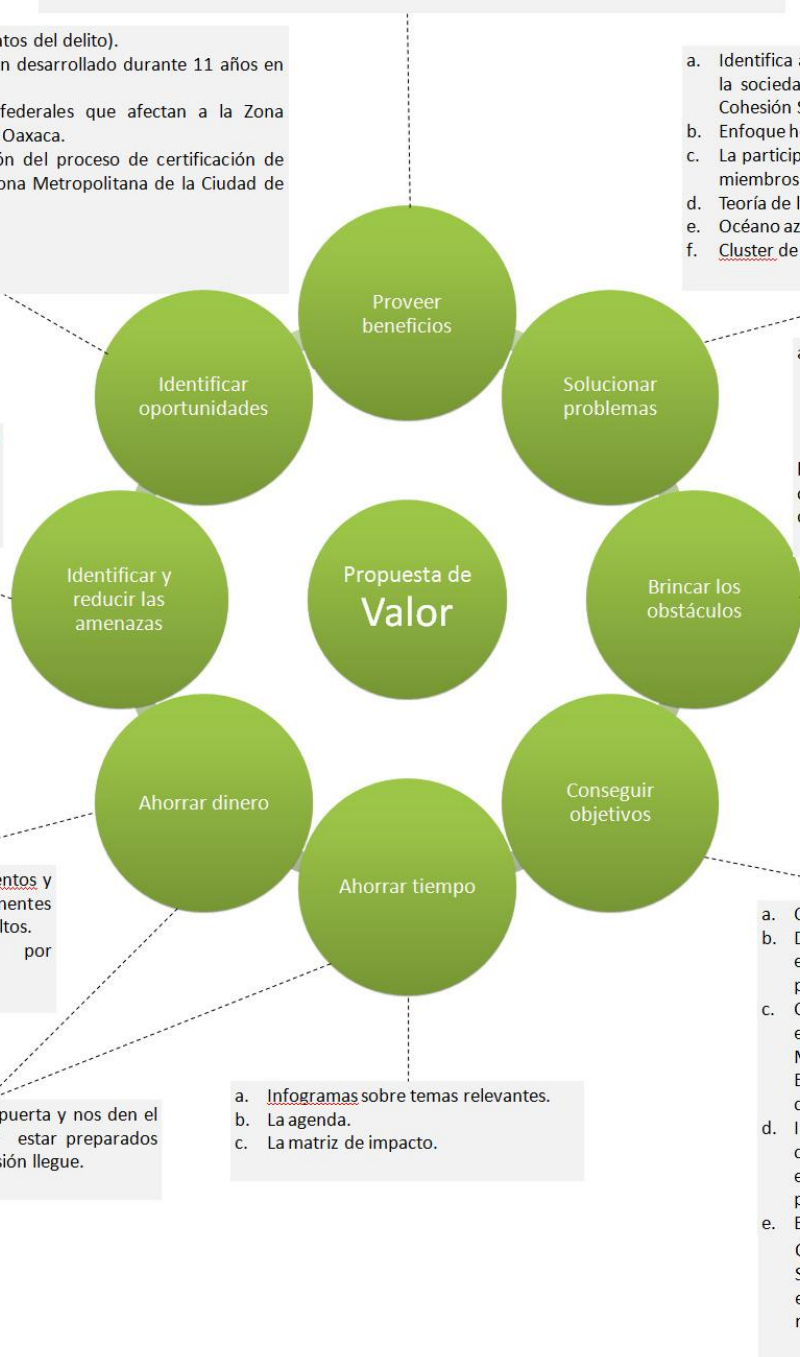 tos del delito).
n desarrollado durante 11 años en
federales que afectan a la Zona
Oaxaca.
ón del proceso de certificación de
ona Metropolitana de la Ciudad de
a. Identifica
la socieda
Cohesión
b. Enfoque h
c. La particip
miembros
d. Teoría de l
e. Océano az
f. Cluster de
Proveer
beneficios
Identificar
oportunidades
Solucionar
problemas
Identificar y
reducir las
amenazas
Propuesta de
Valor
Brincar los
obstáculos
Ahorrar dinero
Conseguir
objetivos
Ahorrar tiempo
entos y
nentes
ltos.
por
puerta y nos den el
estar preparados
sión llegue.
a. Infogramas sobre temas relevantes.
b. La agenda.
c. La matriz de impacto.
a.
b.
c.
d.
e.